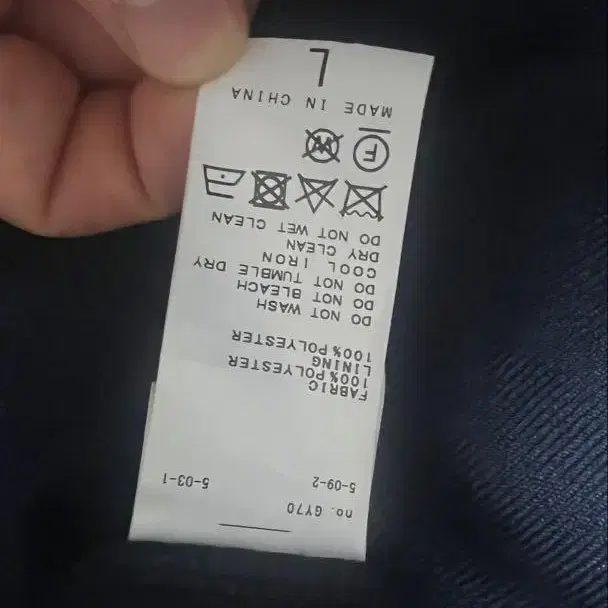 no. GY70
5-09-2 5-03-1
FABRIC
100% POLYESTER
LINING
100% POLYESTER
DO NOT WASH
DO NOT BLEACH
DO NOT TUMBLE DRY
COOL IRON
DRY CLEAN
DO NOT WET CLEAN
F W
MADE IN CHINA
L